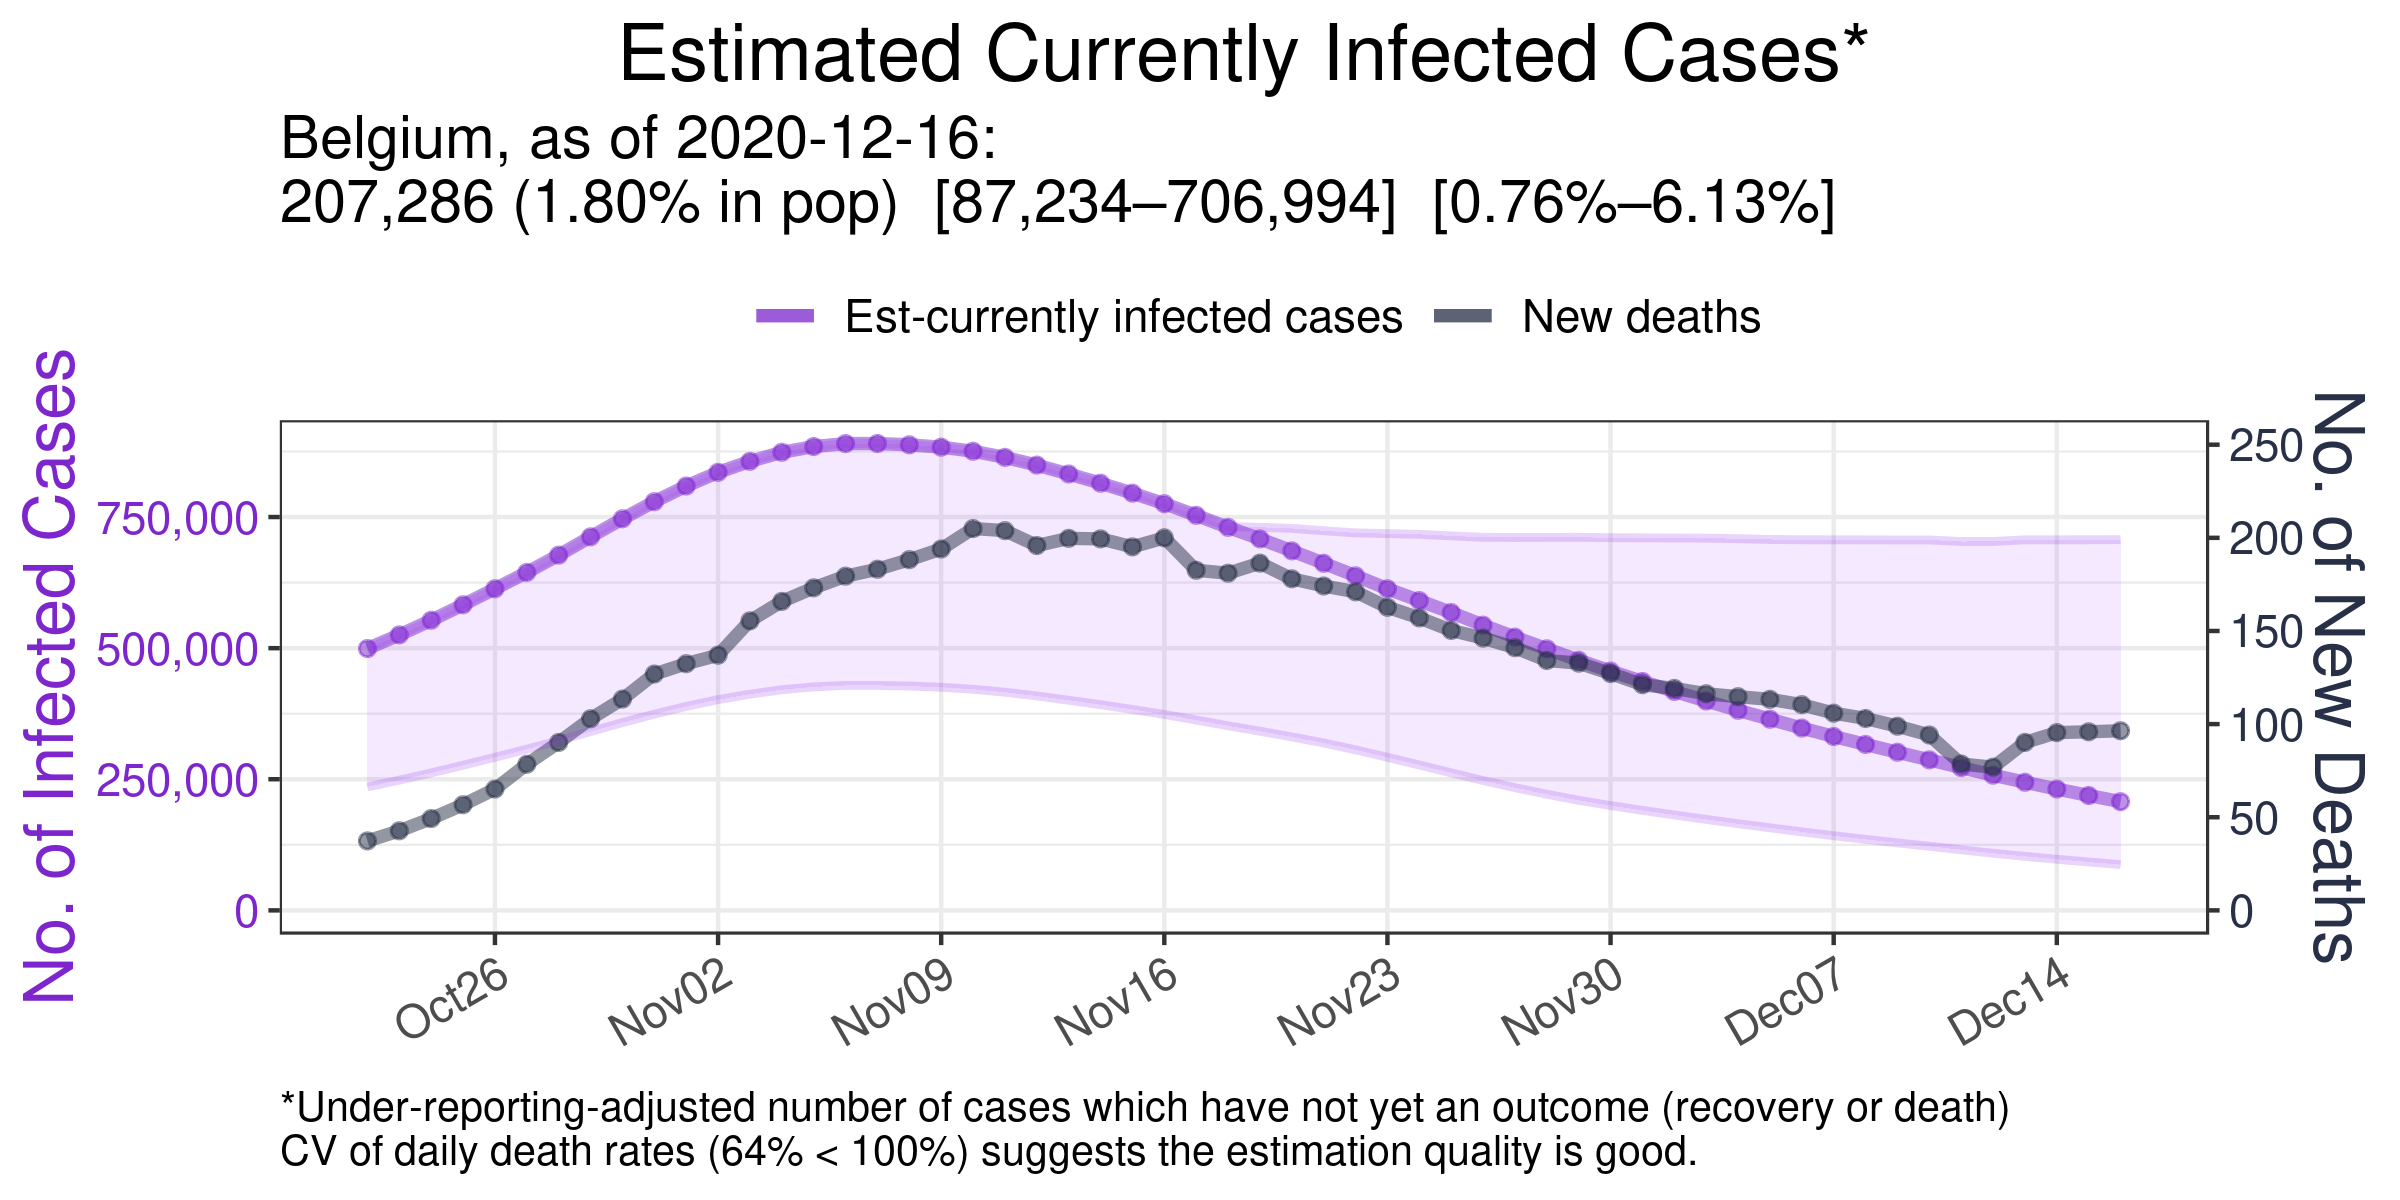 Estimated Currently Infected Cases*
Belgium, as of 2020-12-16:
207,286 (1.80% in pop)  [87,234–706,994]  [0.76%–6.13%]
Est-currently infected cases
New deaths
No. of Infected Cases
750,000
500,000
250,000
0
250
200
150
100
50
0
No. of New Deaths
Oct26
Nov02
Nov09
Nov16
Nov23
Nov30
Dec07
Dec14
*Under-reporting-adjusted number of cases which have not yet an outcome (recovery or death)
CV of daily death rates (64% < 100%) suggests the estimation quality is good.